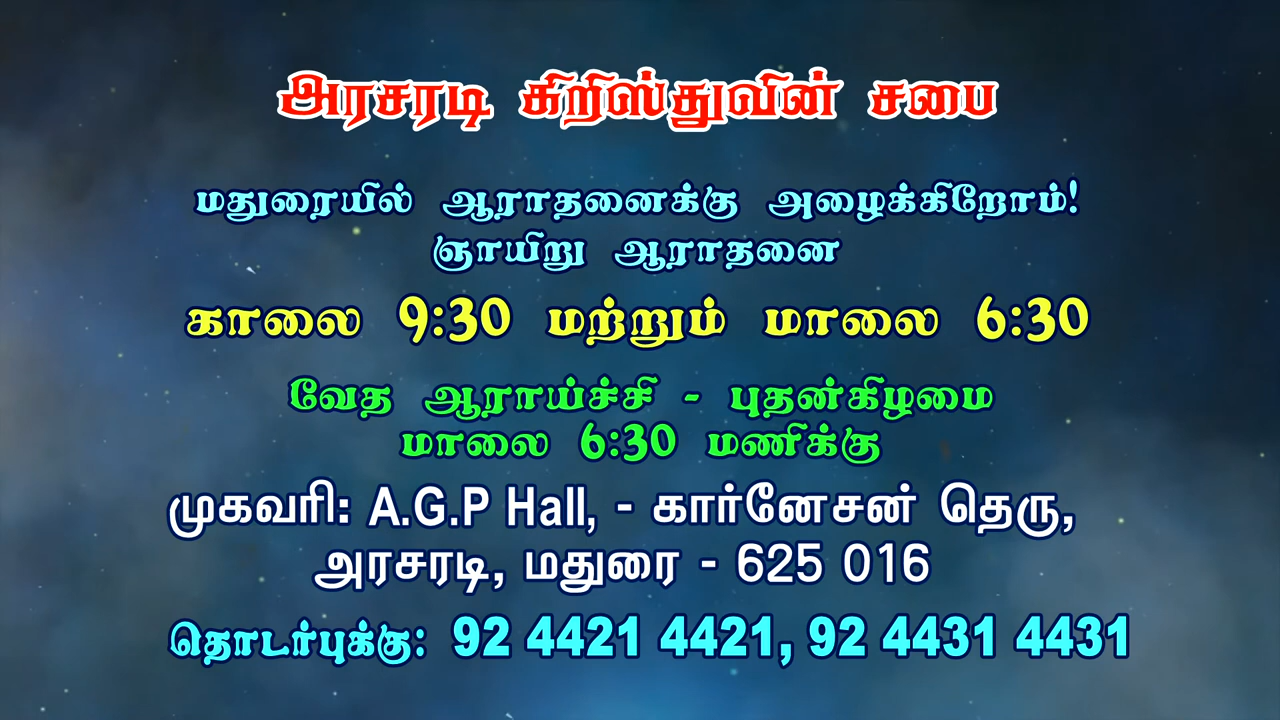 அரசரடி கிறிஸ்துவின் சபை
மதுரையில் ஆராதனைக்கு அழைக்கிறோம்!
ஞாயிறு ஆராதனை
காலை 9:30 மற்றும் மாலை 6:30
வேத ஆராய்ச்சி - புதன்கிழமை
மாலை 6:30 மணிக்கு
முகவரி: A.G.P Hall, - கார்னேசன் தெரு,
அரசரடி, மதுரை - 625 016
தொடர்புக்கு: 92 4421 4421, 92 4431 4431